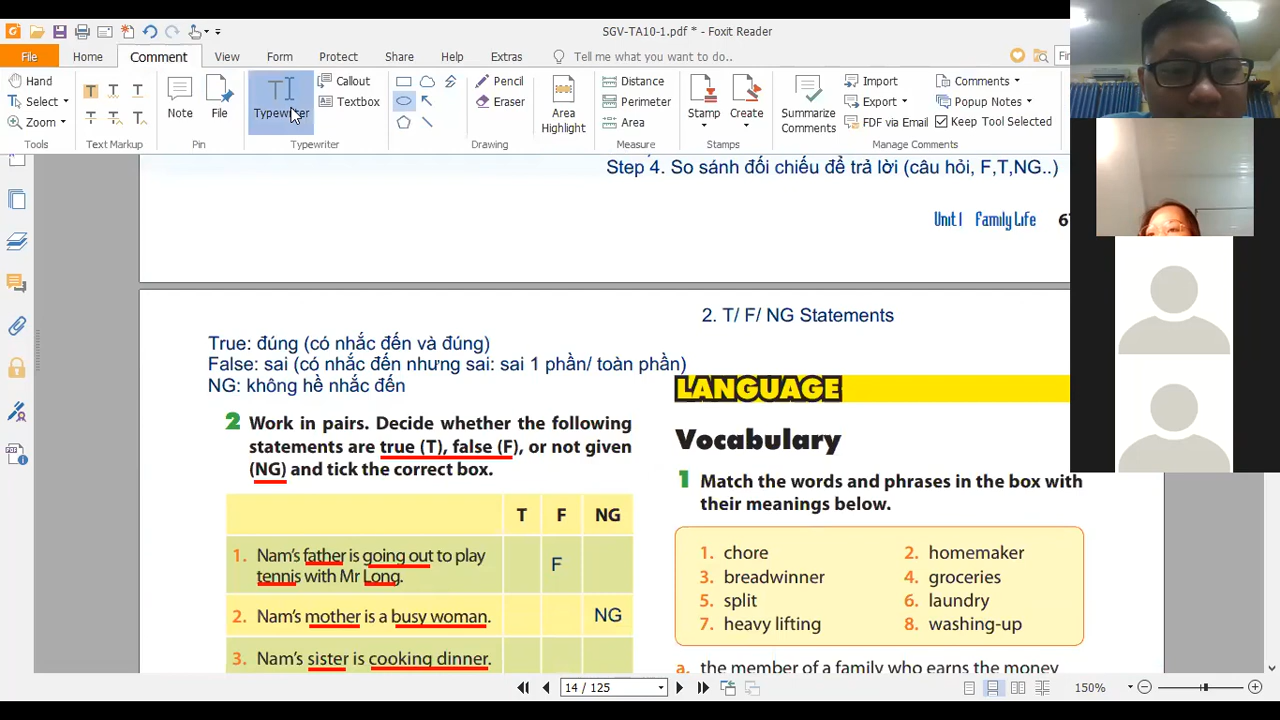 SGV-TA10-1.pdf * - Foxit Reader
File
Home
Comment
View
Form
Protect
Share
Help
Extras
Tell me what you want to do..
Hand
Select
Zoom
Tools
Text Markup
Note
File
Pin
Typewriter
Callout
Textbox
Typewriter
Pencil
Eraser
Drawing
Area
Highlight
Distance
Perimeter
Area
Measure
Stamp
Create
Stamps
Summarize
Comments
Import
Export
FDF via Email
Comments
Popup Notes
Keep Tool Selected
Manage Comments
Step 4. So sánh đối chiếu để trả lời (câu hỏi, F,T,NG..)
Unit 1 Family Life
2. T/ F/ NG Statements
True: đúng (có nhắc đến và đúng)
False: sai (có nhắc đến nhưng sai: sai 1 phần/ toàn phần)
NG: không hề nhắc đến
2 Work in pairs. Decide whether the following
statements are true (T), false (F), or not given
(NG) and tick the correct box.
T F NG
1. Nam's father is going out to play
tennis with Mr Long.
F
2. Nam's mother is a busy woman.
NG
3. Nam's sister is cooking dinner.
LANGUAGE
Vocabulary
1 Match the words and phrases in the box with
their meanings below.
1. chore 2. homemaker
3. breadwinner 4. groceries
5. split 6. laundry
7. heavy lifting 8. washing-up
a. the member of a family who earns the money
14 / 125
150%